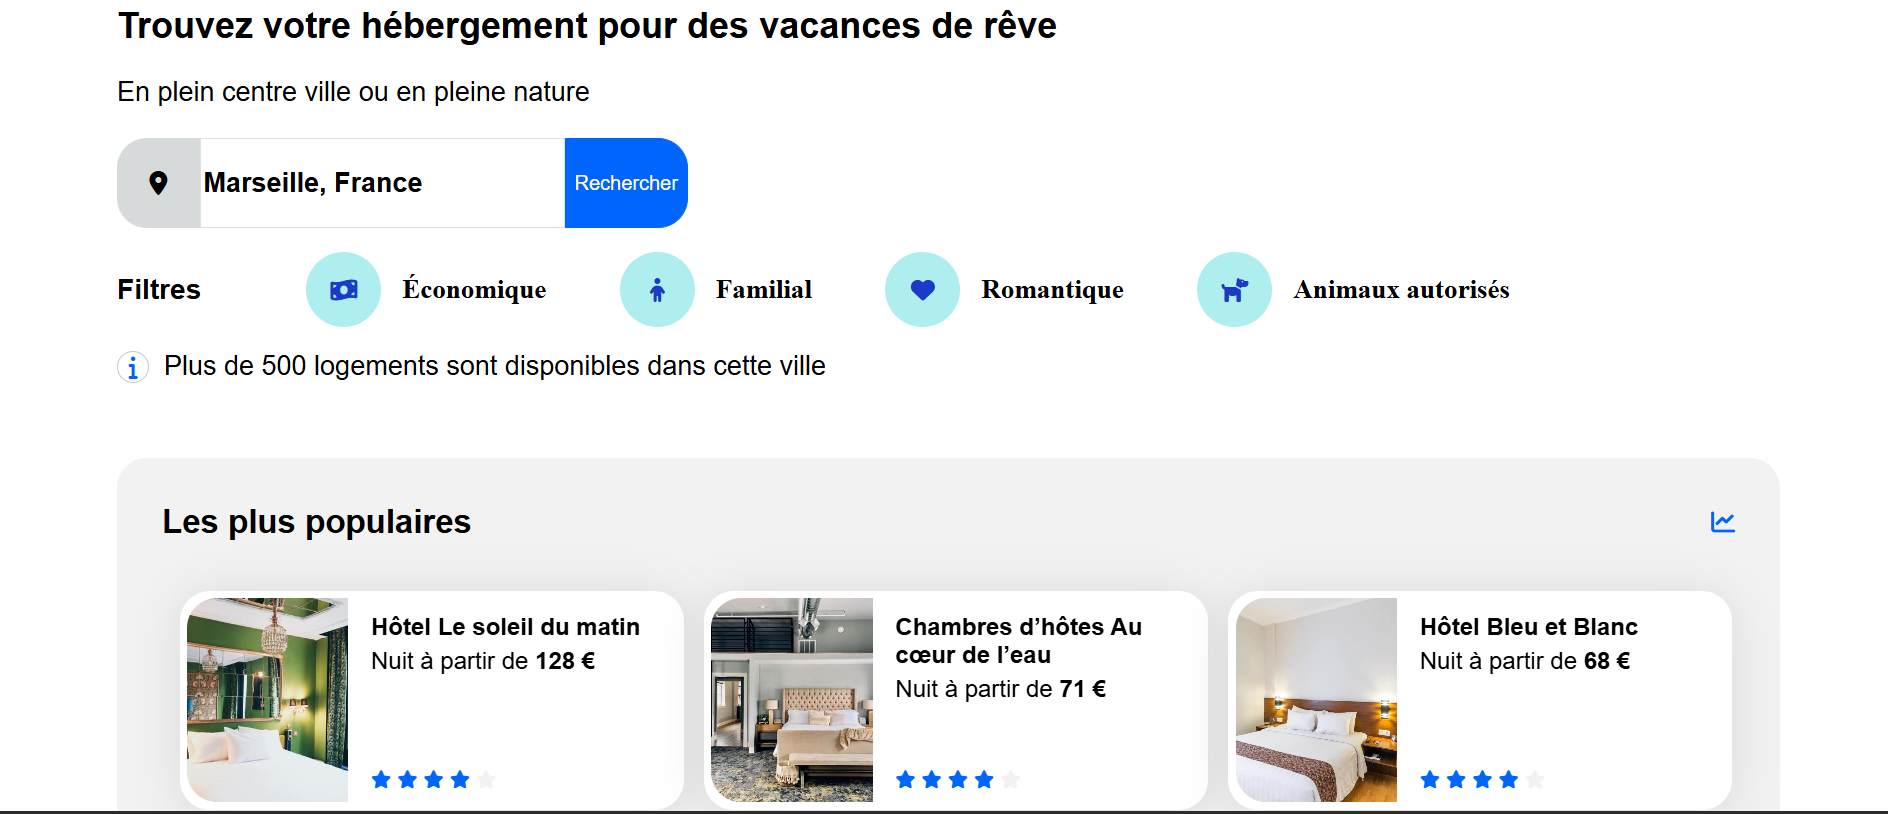 Trouvez votre hébergement pour des vacances de rêve
En plein centre ville ou en pleine nature
Marseille, France
Rechercher
Filtres
Économique
Familial
Romantique
Animaux autorisés
Plus de 500 logements sont disponibles dans cette ville
Les plus populaires
Hôtel Le soleil du matin
Nuit à partir de 128 €
Chambres d’hôtes Au
cœur de l’eau
Nuit à partir de 71 €
Hôtel Bleu et Blanc
Nuit à partir de 68 €